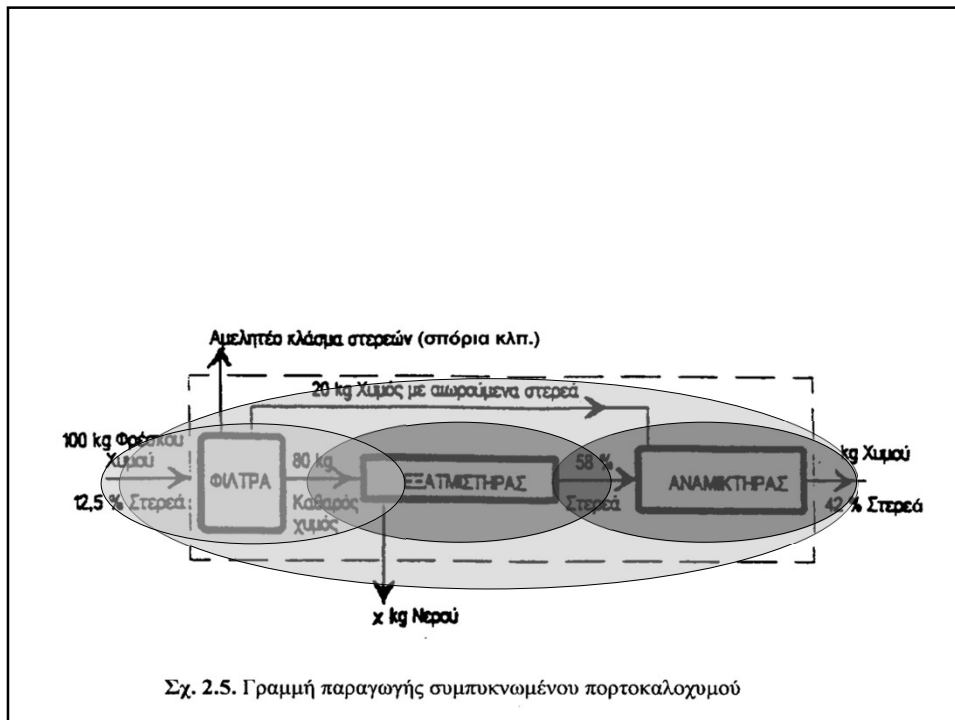 Αμελητέο κλάσμα στερεών (σπόρια κλπ.)
20 kg Χυμός με αιωρούμενα στερεά
100 kg Φρέσκου
Χυμού
12,5 % Στερεά
ΦΙΛΤΡΑ
80 kg
Καθαρός
χυμός
ΕΞΑΤΜΙΣΤΗΡΑΣ
58 %
Στερεά
ΑΝΑΜΙΚΤΗΡΑΣ
kg Χυμού
42 % Στερεά
x kg Νερού
Σχ. 2.5. Γραμμή παραγωγής συμπυκνωμένου πορτοκαλοχυμού